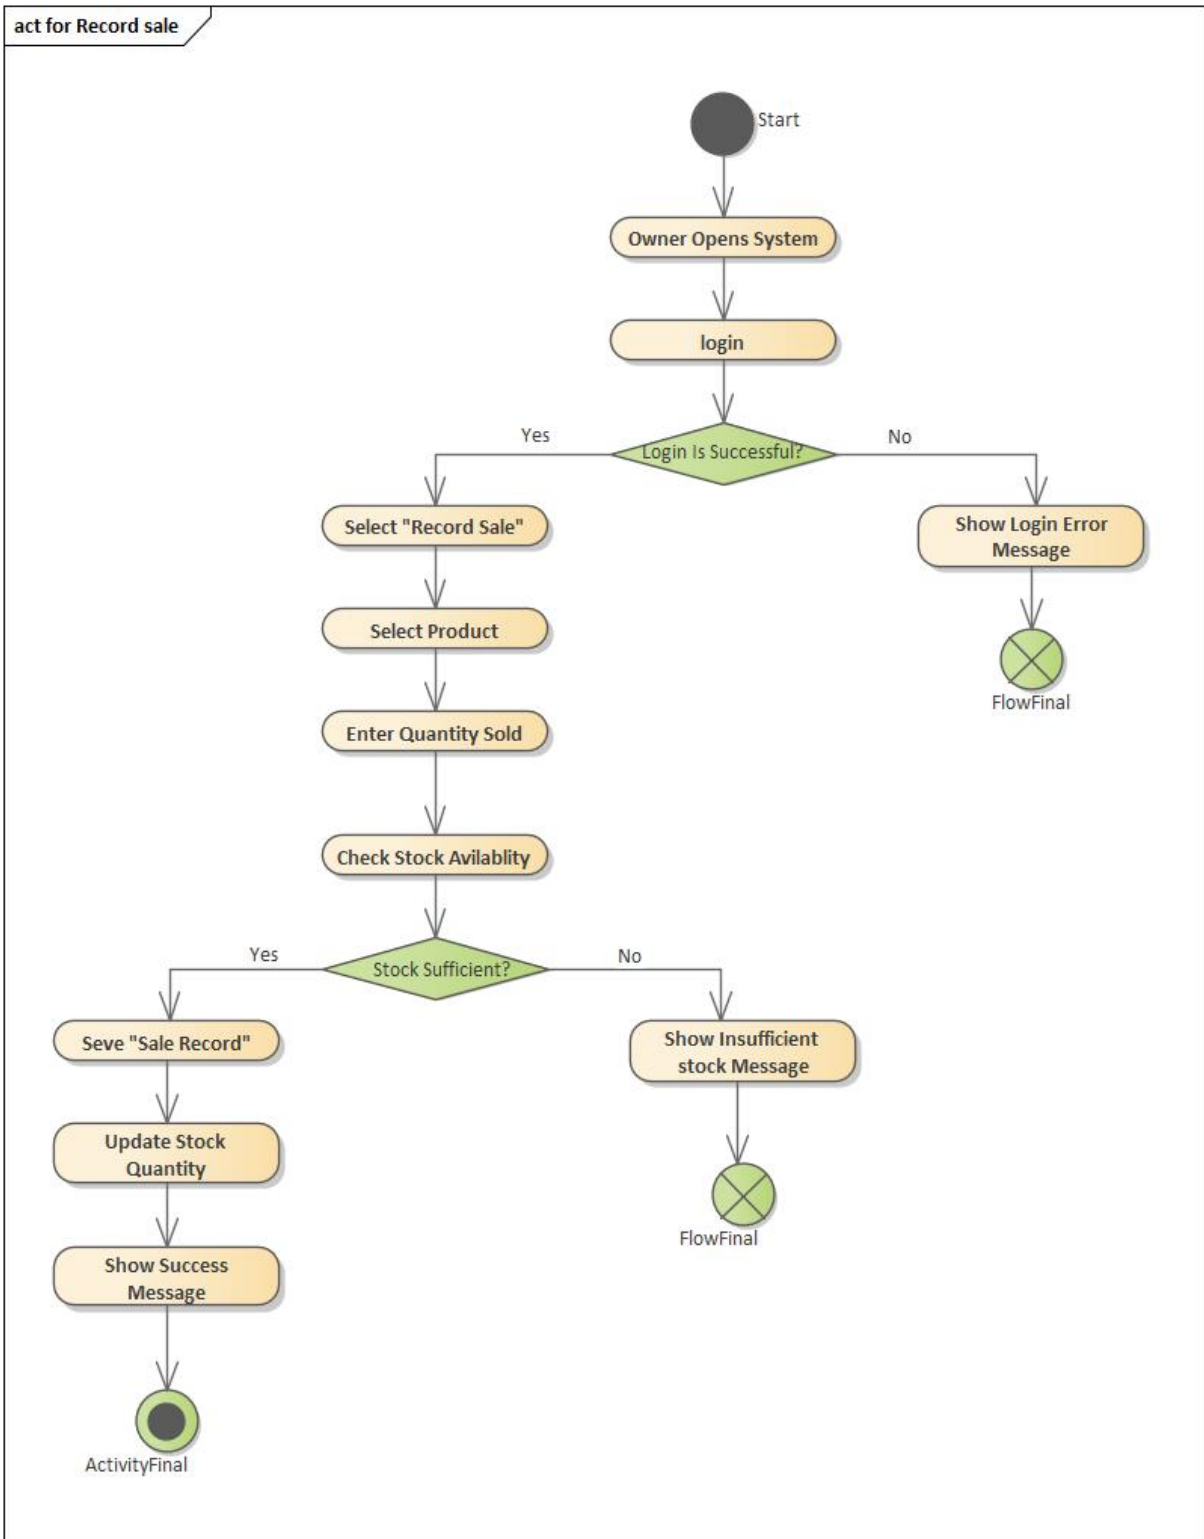 act for Record sale
Start
Owner Opens System
login
Yes
Login Is Successful?
No
Select "Record Sale"
Show Login Error
Message
Select Product
FlowFinal
Enter Quantity Sold
Check Stock Avilablity
Yes
Stock Sufficient?
No
Seve "Sale Record"
Show Insufficient
stock Message
Update Stock
Quantity
FlowFinal
Show Success
Message
ActivityFinal